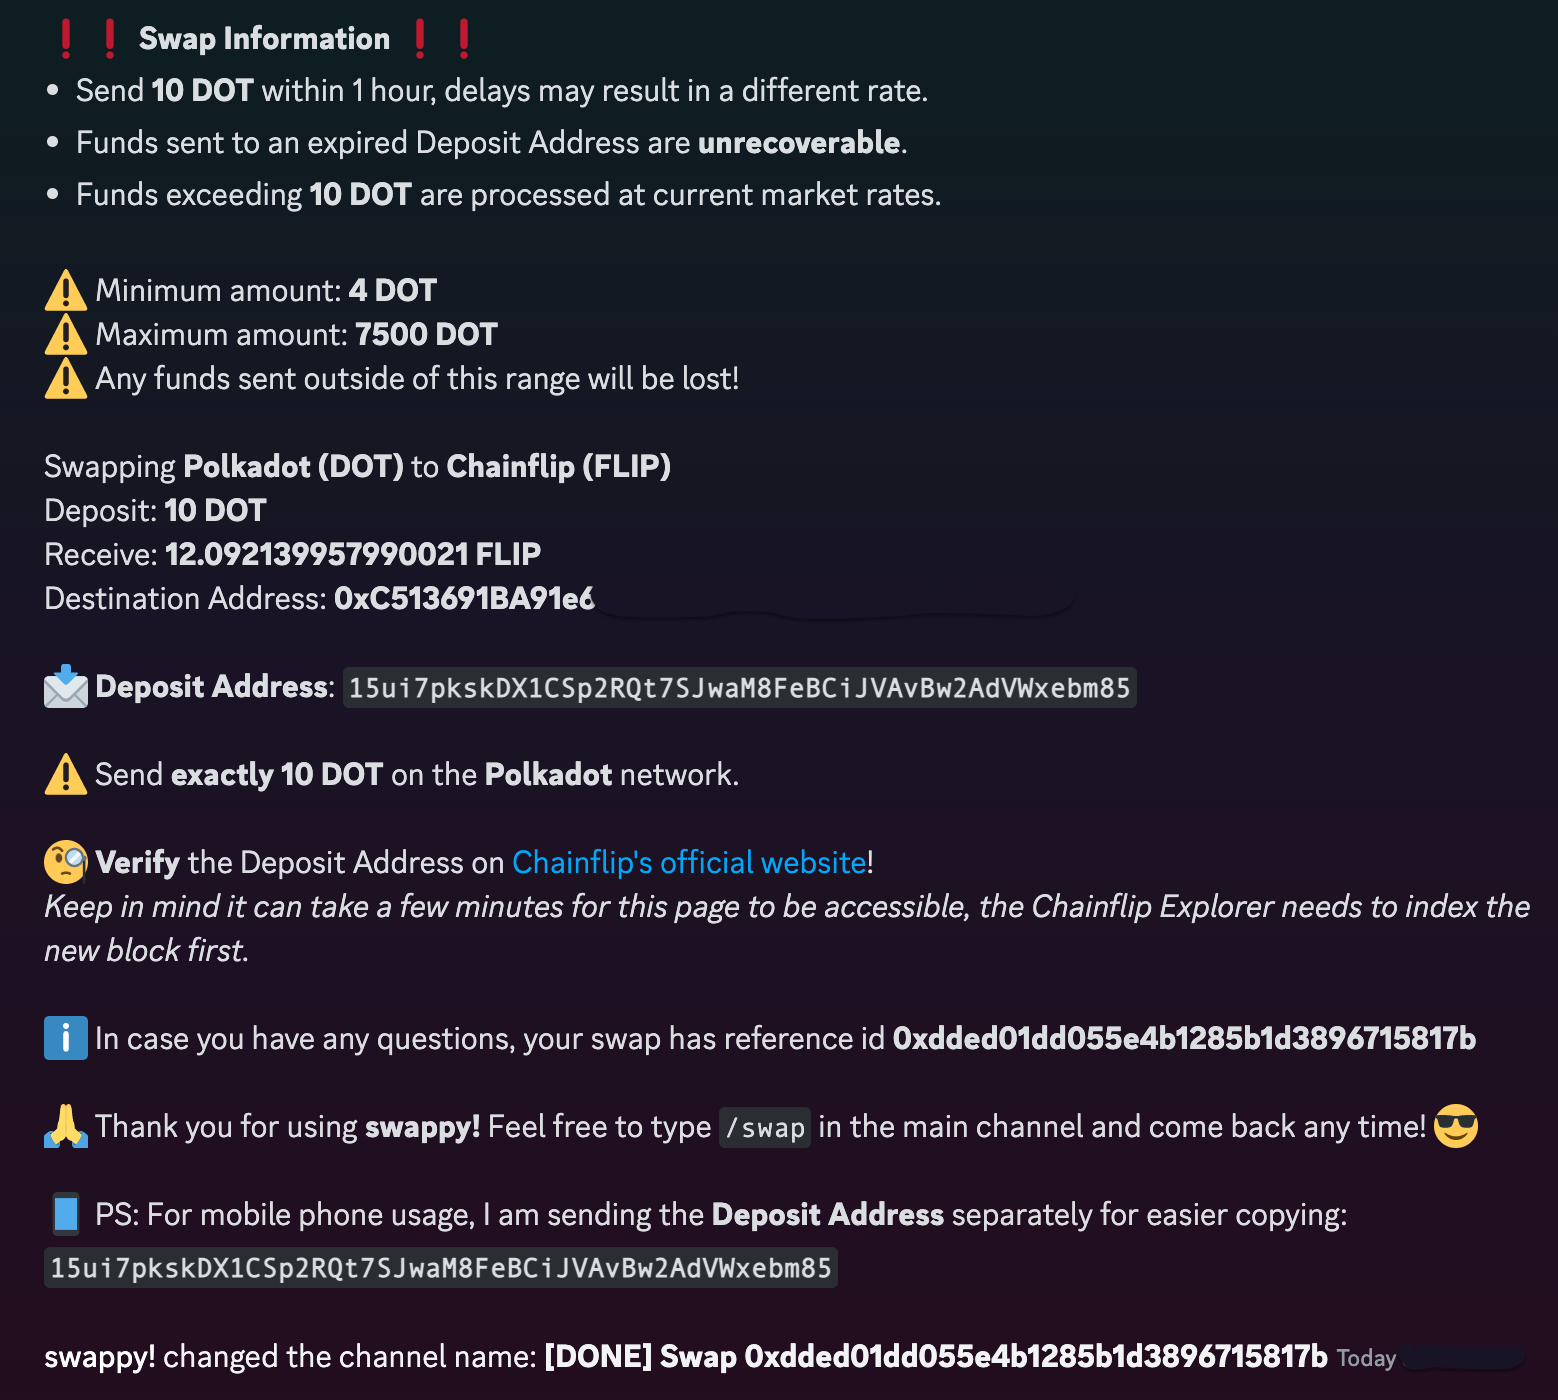 ❗❗ Swap Information ❗❗
• Send 10 DOT within 1 hour, delays may result in a different rate.
• Funds sent to an expired Deposit Address are unrecoverable.
• Funds exceeding 10 DOT are processed at current market rates.
⚠️ Minimum amount: 4 DOT
⚠️ Maximum amount: 7500 DOT
⚠️ Any funds sent outside of this range will be lost!
Swapping Polkadot (DOT) to Chainflip (FLIP)
Deposit: 10 DOT
Receive: 12.092139957990021 FLIP
Destination Address: 0xC513691BA91e6
📩 Deposit Address: 15ui7pkskDX1CSp2RQt7SJwaM8FeBCiJVAvBw2AdVWxebm85
⚠️ Send exactly 10 DOT on the Polkadot network.
🧐 Verify the Deposit Address on Chainflip's official website!
Keep in mind it can take a few minutes for this page to be accessible, the Chainflip Explorer needs to index the
new block first.
ℹ️ In case you have any questions, your swap has reference id 0xdded01dd055e4b1285b1d3896715817b
🙏 Thank you for using swappy! Feel free to type /swap in the main channel and come back any time! 😎
📱 PS: For mobile phone usage, I am sending the Deposit Address separately for easier copying:
15ui7pkskDX1CSp2RQt7SJwaM8FeBCiJVAvBw2AdVWxebm85
swappy! changed the channel name: [DONE] Swap 0xdded01dd055e4b1285b1d3896715817b Today